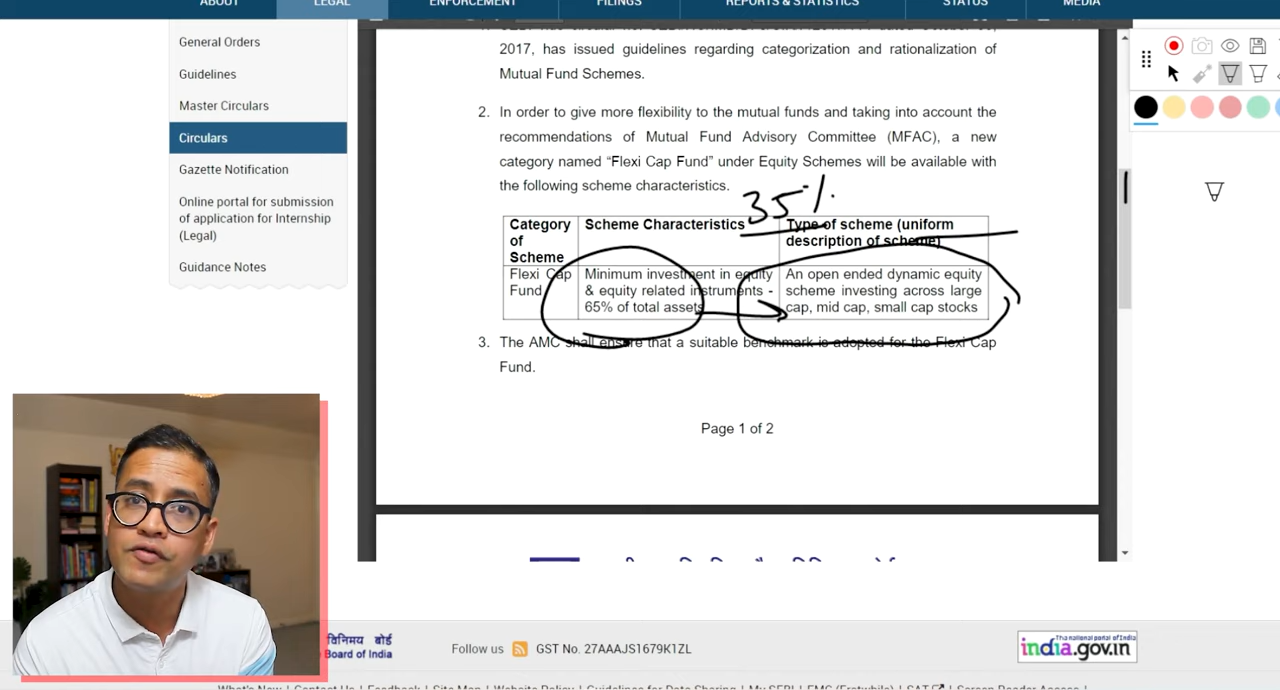 ABOUT LEGAL ENFORCEMENT FILINGS REPORTS & STATISTICS STATUS MEDIA
General Orders
Guidelines
Master Circulars
Circulars
Gazette Notification
Online portal for submission
of application for Internship
(Legal)
Guidance Notes
2017, has issued guidelines regarding categorization and rationalization of
Mutual Fund Schemes.
2. In order to give more flexibility to the mutual funds and taking into account the
recommendations of Mutual Fund Advisory Committee (MFAC), a new
category named “Flexi Cap Fund” under Equity Schemes will be available with
the following scheme characteristics.
35%
Category
of
Scheme
Scheme Characteristics
Type of scheme (uniform
description of scheme)
Flexi Cap
Fund
Minimum investment in equity
& equity related instruments -
65% of total assets
An open ended dynamic equity
scheme investing across large
cap, mid cap, small cap stocks
3. The AMC shall ensure that a suitable benchmark is adopted for the Flexi Cap
Fund.
Page 1 of 2
विनिमय बोर्ड
Board of India
Follow us GST No. 27AAAJS1679K1ZL
The national portal of India
india.gov.in